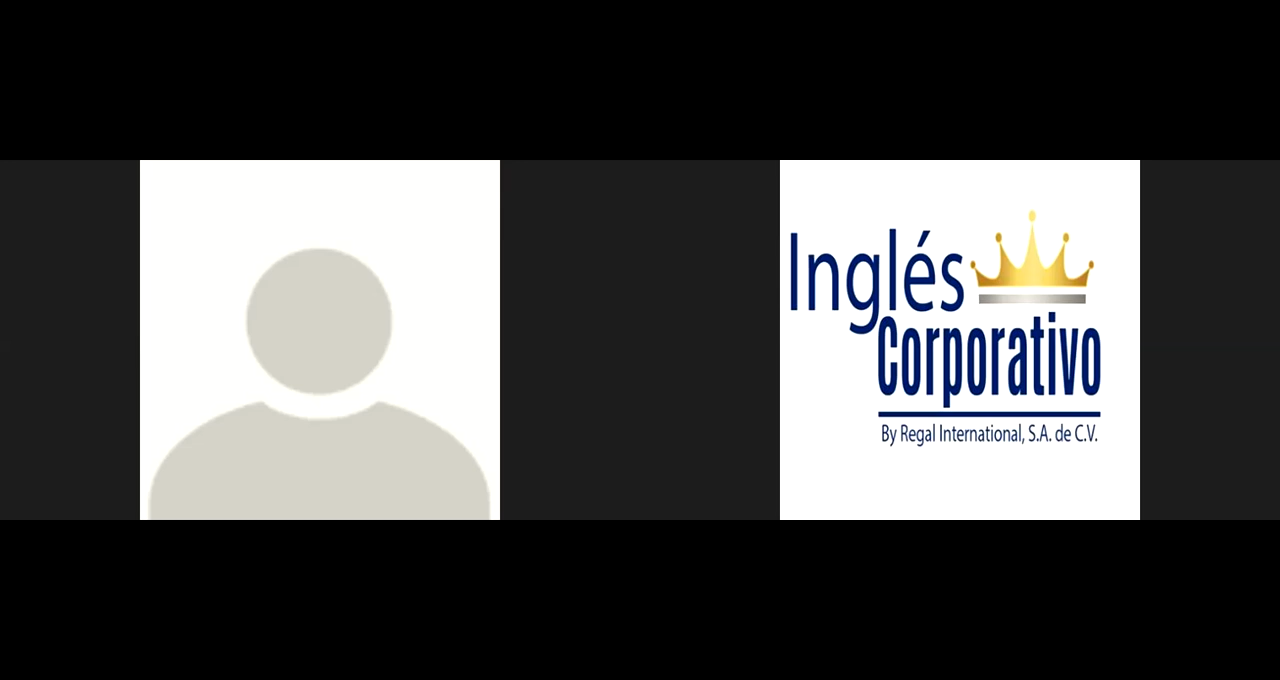 Inglés
Corporativo
By Regal International, S.A. de C.V.